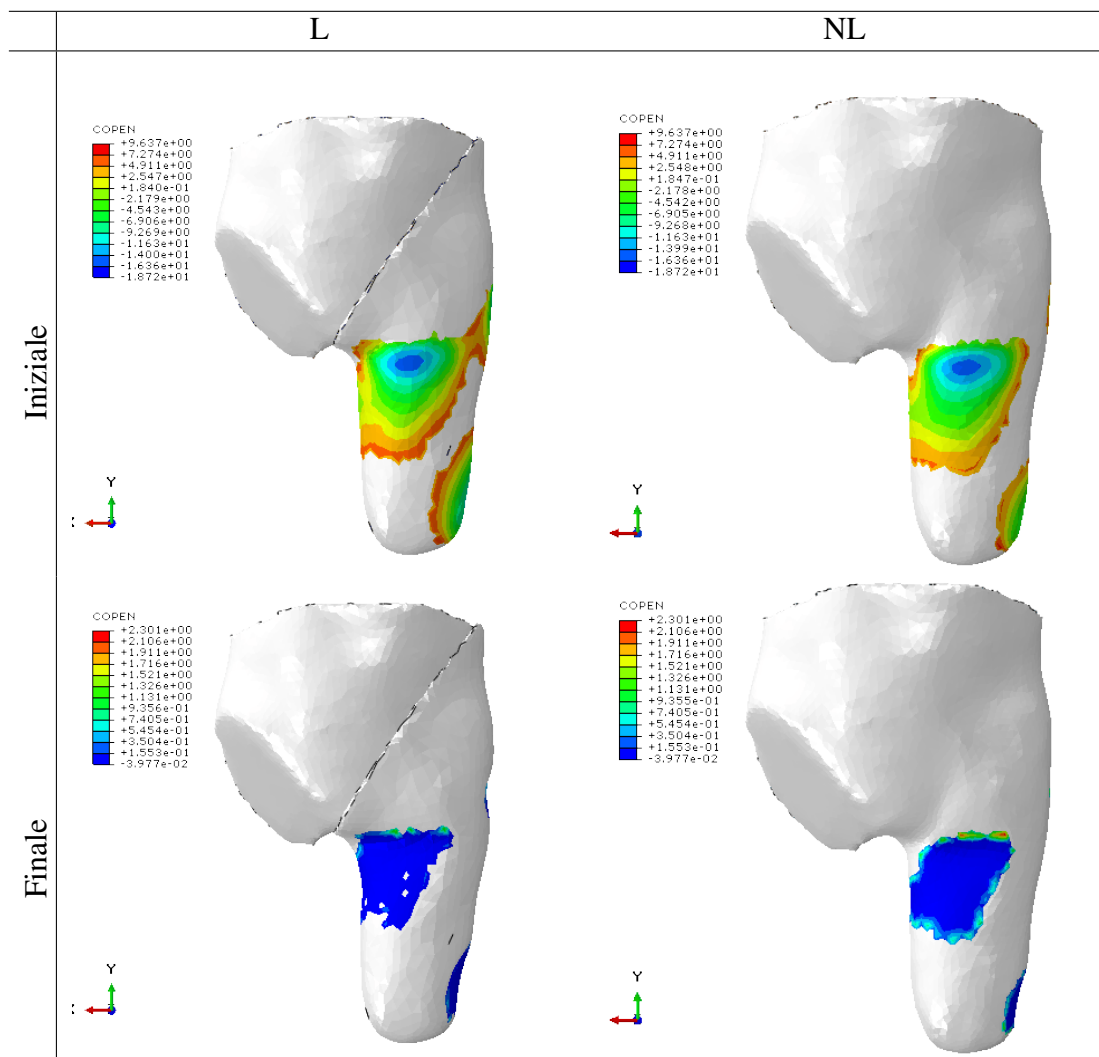 L NL
Iniziale
COPEN
+9.637e+00
+7.274e+00
+4.911e+00
+2.547e+00
+1.840e-01
-2.179e+00
-4.543e+00
-6.906e+00
-9.269e+00
-1.163e+01
-1.400e+01
-1.636e+01
-1.872e+01
Y
COPEN
+9.637e+00
+7.274e+00
+4.911e+00
+2.548e+00
+1.847e-01
-2.178e+00
-4.542e+00
-6.905e+00
-9.268e+00
-1.163e+01
-1.399e+01
-1.636e+01
-1.872e+01
Y
Finale
COPEN
+2.301e+00
+2.106e+00
+1.911e+00
+1.716e+00
+1.521e+00
+1.326e+00
+1.131e+00
+9.356e-01
+7.405e-01
+5.454e-01
+3.504e-01
+1.553e-01
-3.977e-02
Y
COPEN
+2.301e+00
+2.106e+00
+1.911e+00
+1.716e+00
+1.521e+00
+1.326e+00
+1.131e+00
+9.355e-01
+7.405e-01
+5.454e-01
+3.504e-01
+1.553e-01
-3.977e-02
Y